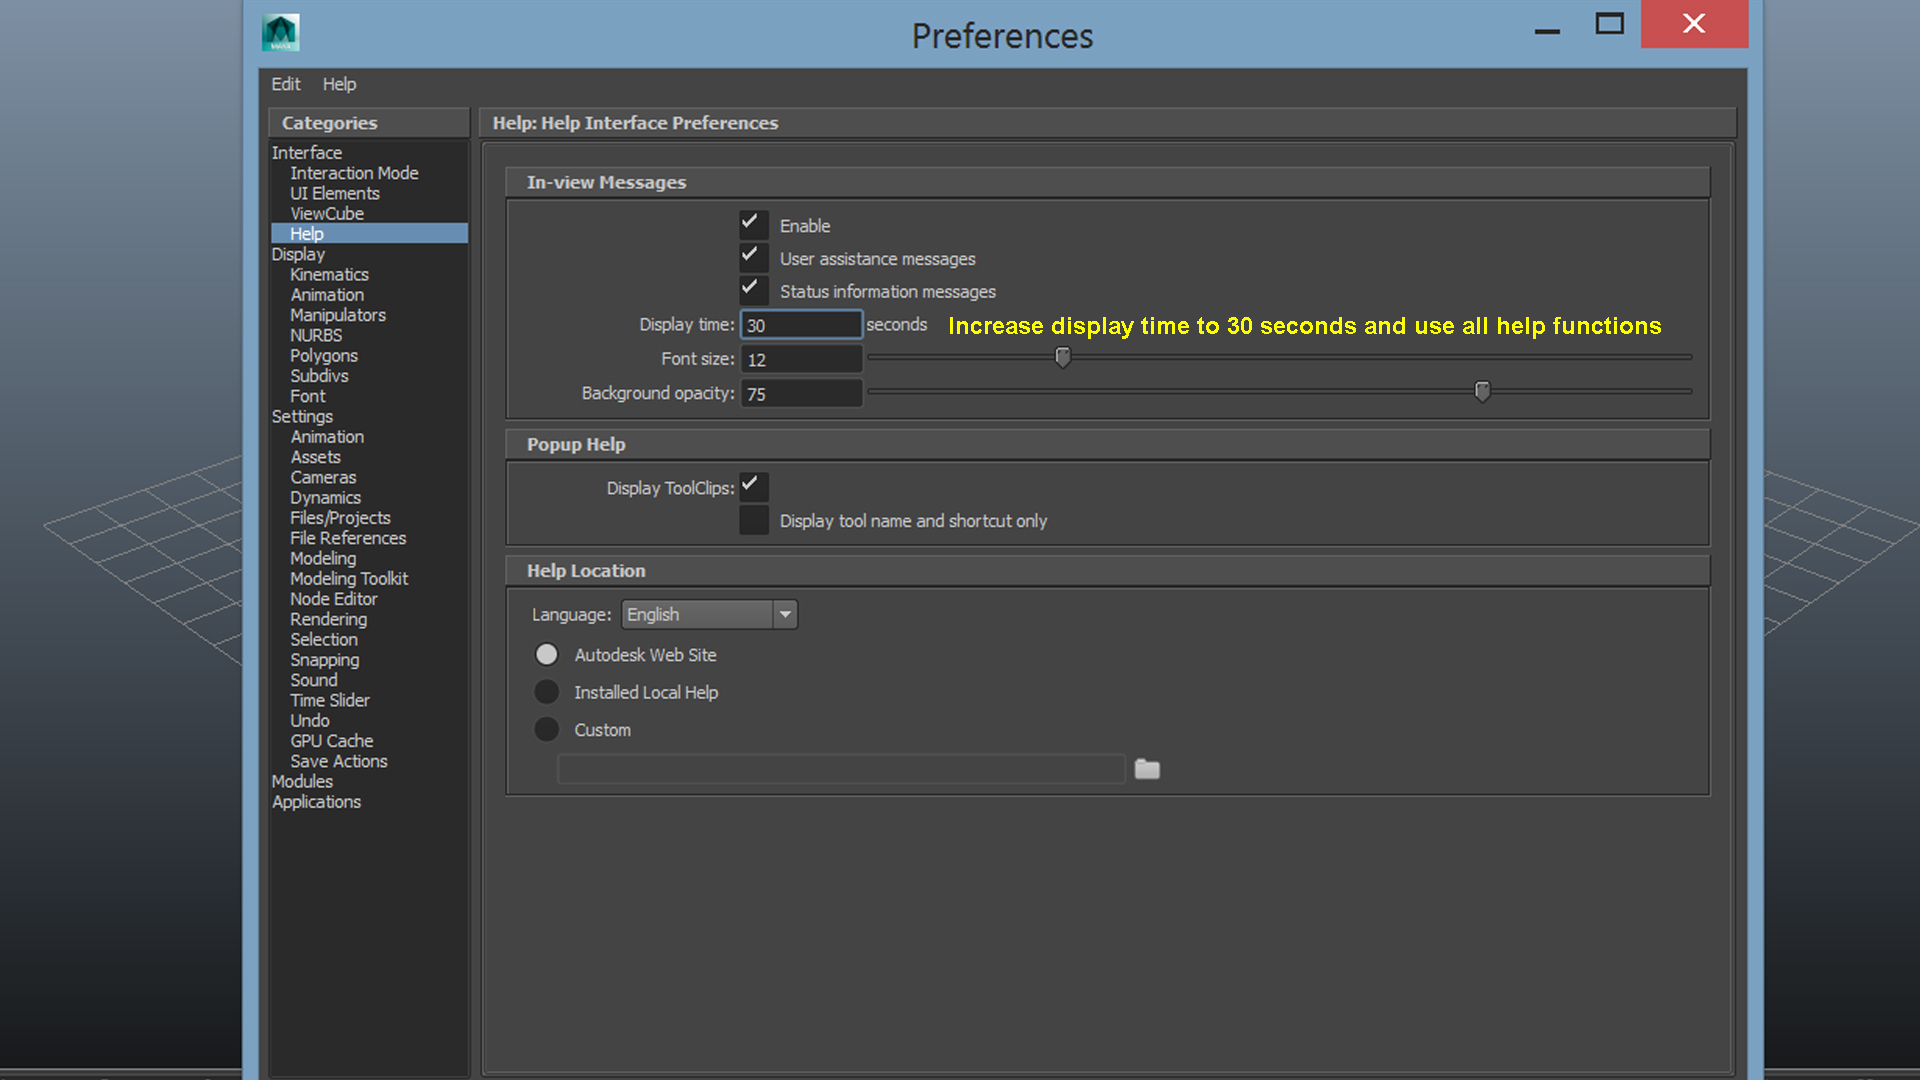 Preferences
Edit Help
Categories
Interface
Interaction Mode
UI Elements
ViewCube
Help
Display
Kinematics
Animation
Manipulators
NURBS
Polygons
Subdivs
Font
Settings
Animation
Assets
Cameras
Dynamics
Files/Projects
File References
Modeling
Modeling Toolkit
Node Editor
Rendering
Selection
Snapping
Sound
Time Slider
Undo
GPU Cache
Save Actions
Modules
Applications
Help: Help Interface Preferences
In-view Messages
Enable
User assistance messages
Status information messages
Display time: 30 seconds Increase display time to 30 seconds and use all help functions
Font size: 12
Background opacity: 75
Popup Help
Display ToolClips:
Display tool name and shortcut only
Help Location
Language: English
Autodesk Web Site
Installed Local Help
Custom